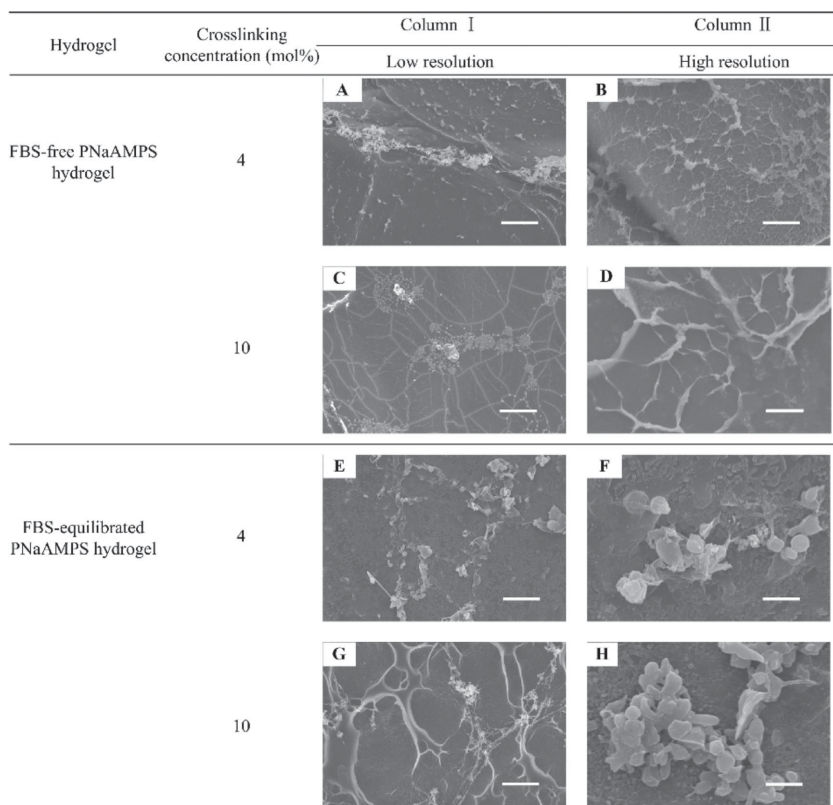 Hydrogel
Crosslinking
concentration (mol%)
Column Ⅰ
Column Ⅱ
Low resolution
High resolution
FBS-free PNaAMPS
hydrogel
4
A
B
10
C
D
FBS-equilibrated
PNaAMPS hydrogel
4
E
F
10
G
H